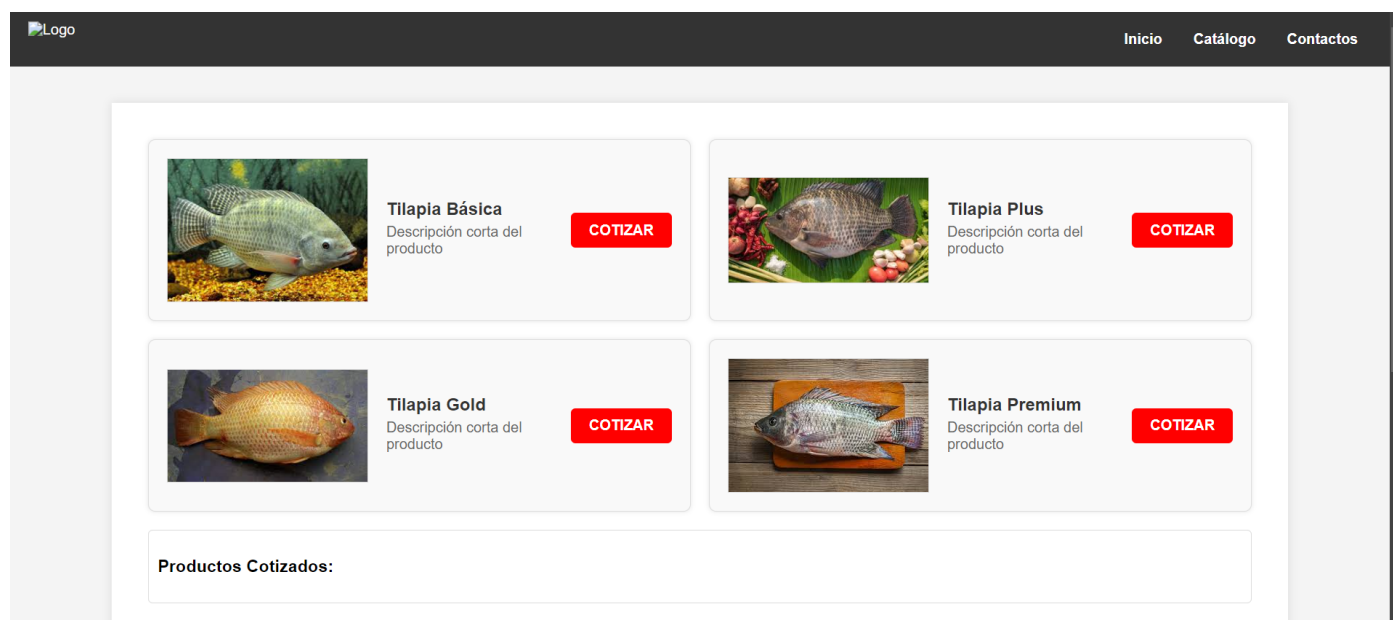 Logo
Inicio Catálogo Contactos
Tilapia Básica
Descripción corta del
producto
COTIZAR
Tilapia Plus
Descripción corta del
producto
COTIZAR
Tilapia Gold
Descripción corta del
producto
COTIZAR
Tilapia Premium
Descripción corta del
producto
COTIZAR
Productos Cotizados: